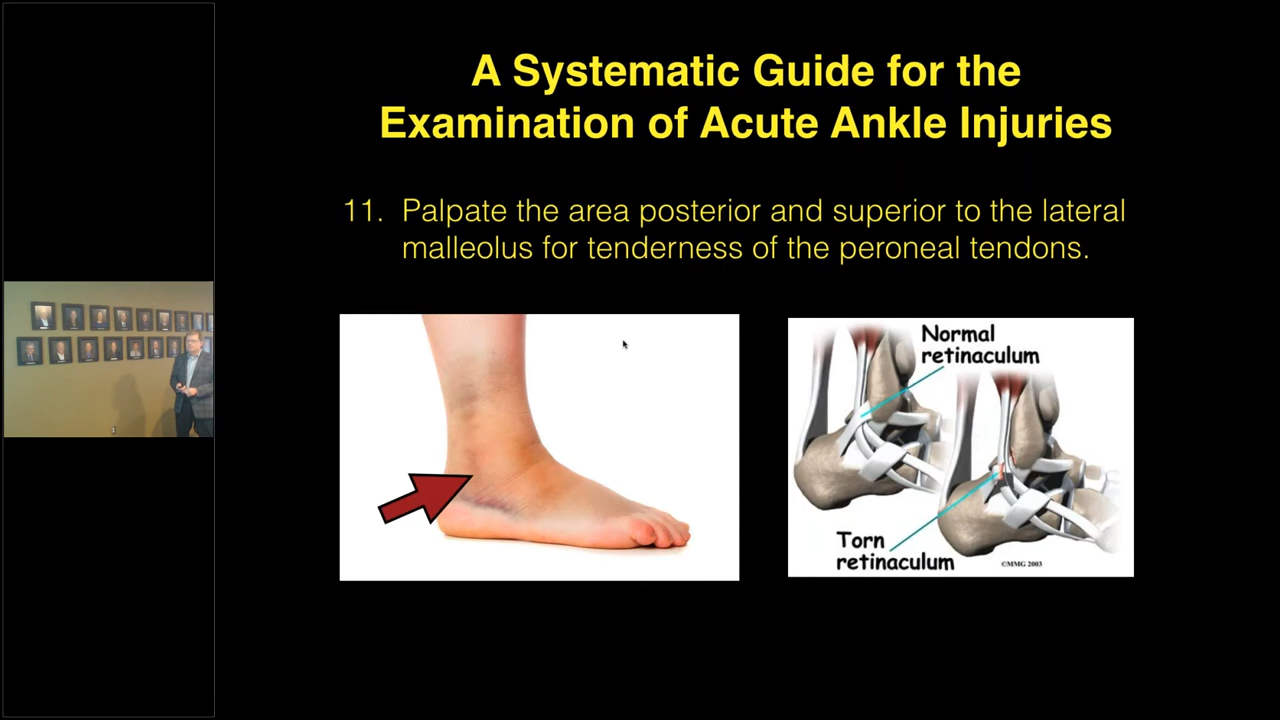 A Systematic Guide for the
Examination of Acute Ankle Injuries
11. Palpate the area posterior and superior to the lateral
malleolus for tenderness of the peroneal tendons.
Normal
retinaculum
Torn
retinaculum
©MMG 2003